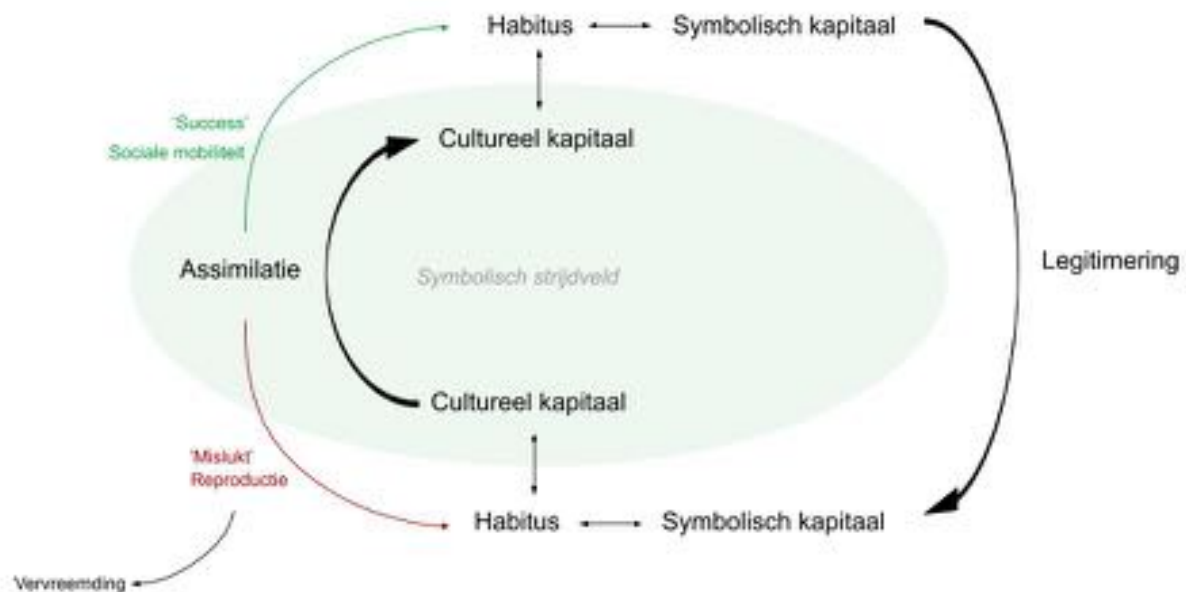 Habitus
Symbolisch kapitaal
'Success'
Sociale mobiliteit
Cultureel kapitaal
Assimilatie
Symbolisch strijdveld
Legitimering
Cultureel kapitaal
'Mislukt'
Reproductie
Habitus
Symbolisch kapitaal
Vervreemding